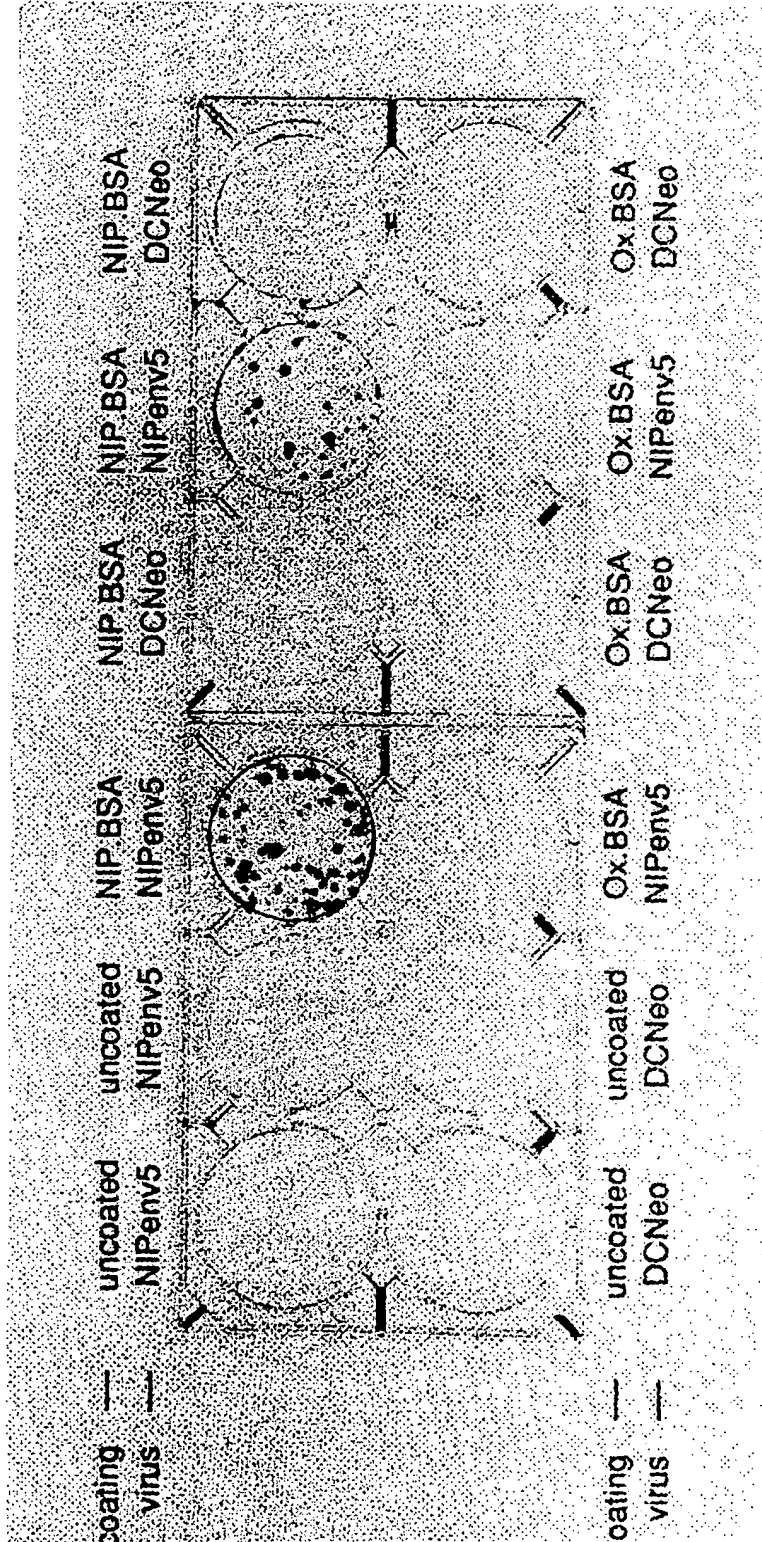 coating — uncoated uncoated NIP.BSA NIP.BSA NIP.BSA NIP.BSA
virus — NIPenv5 NIPenv5 NIPenv5 DCNeo NIPenv5 DCNeo
oating — uncoated uncoated Ox.BSA Ox.BSA Ox.BSA Ox.BSA
virus — DCNeo DCNeo NIPenv5 DCNeo NIPenv5 DCNeo